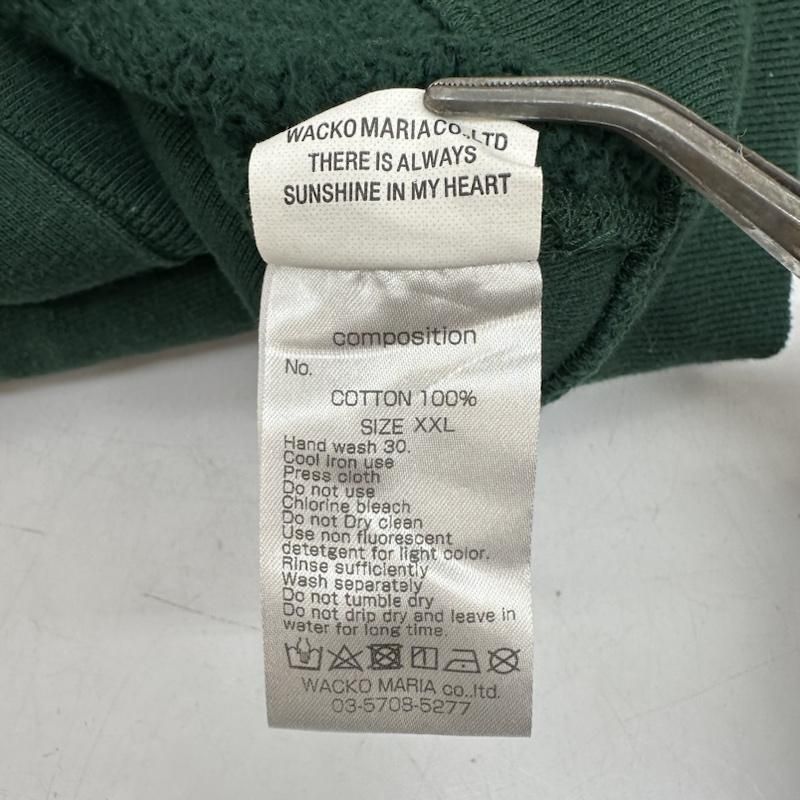 WACKO MARIA CO.,LTD
THERE IS ALWAYS
SUNSHINE IN MY HEART
composition
No.
COTTON 100%
SIZE XXL
Hand wash 30.
Cool Iron use
Press cloth
Do not use
Chlorine bleach
Do not Dry clean
Use non fluorescent
detetgent for light color.
Rinse sufficiently
Wash separately
Do not tumble dry
Do not drip dry and leave in
water for long time.
WACKO MARIA co.,ltd.
03-5708-5277